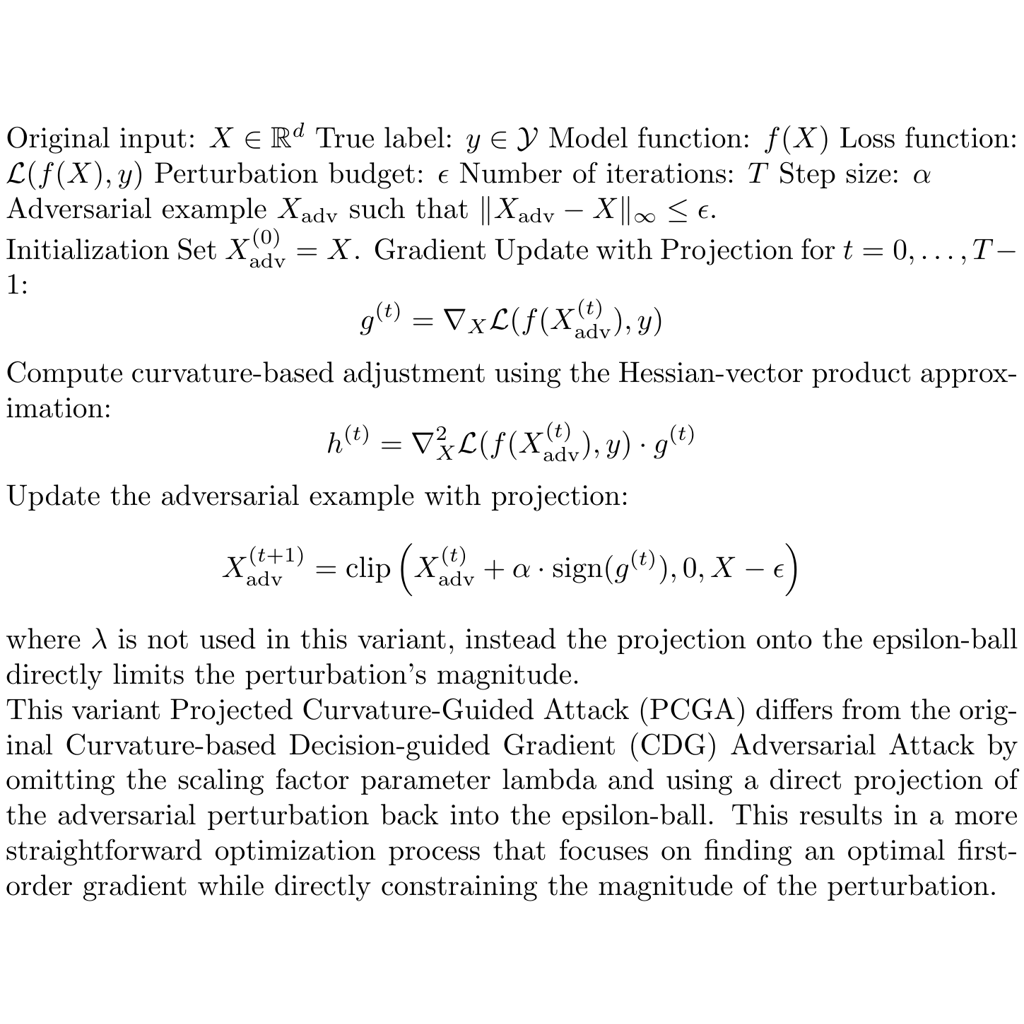 Original input: $X \in \mathbb{R}^d$ True label: $y \in \mathcal{Y}$ Model function: $f(X)$ Loss function:
$\mathcal{L}(f(X), y)$ Perturbation budget: $\epsilon$ Number of iterations: $T$ Step size: $\alpha$
Adversarial example $X_{\text{adv}}$ such that $\|X_{\text{adv}} - X\|_\infty \leq \epsilon$.
Initialization Set $X_{\text{adv}}^{(0)} = X$. Gradient Update with Projection for $t = 0, \ldots, T-$
$1$:
$g^{(t)} = \nabla_X \mathcal{L}(f(X_{\text{adv}}^{(t)}), y)$
Compute curvature-based adjustment using the Hessian-vector product approx-
imation:
$h^{(t)} = \nabla_X^2 \mathcal{L}(f(X_{\text{adv}}^{(t)}), y) \cdot g^{(t)}$
Update the adversarial example with projection:
$X_{\text{adv}}^{(t+1)} = \text{clip}\left(X_{\text{adv}}^{(t)} + \alpha \cdot \text{sign}(g^{(t)}), 0, X - \epsilon\right)$
where $\lambda$ is not used in this variant, instead the projection onto the epsilon-ball
directly limits the perturbation's magnitude.
This variant Projected Curvature-Guided Attack (PCGA) differs from the orig-
inal Curvature-based Decision-guided Gradient (CDG) Adversarial Attack by
omitting the scaling factor parameter lambda and using a direct projection of
the adversarial perturbation back into the epsilon-ball. This results in a more
straightforward optimization process that focuses on finding an optimal first-
order gradient while directly constraining the magnitude of the perturbation.